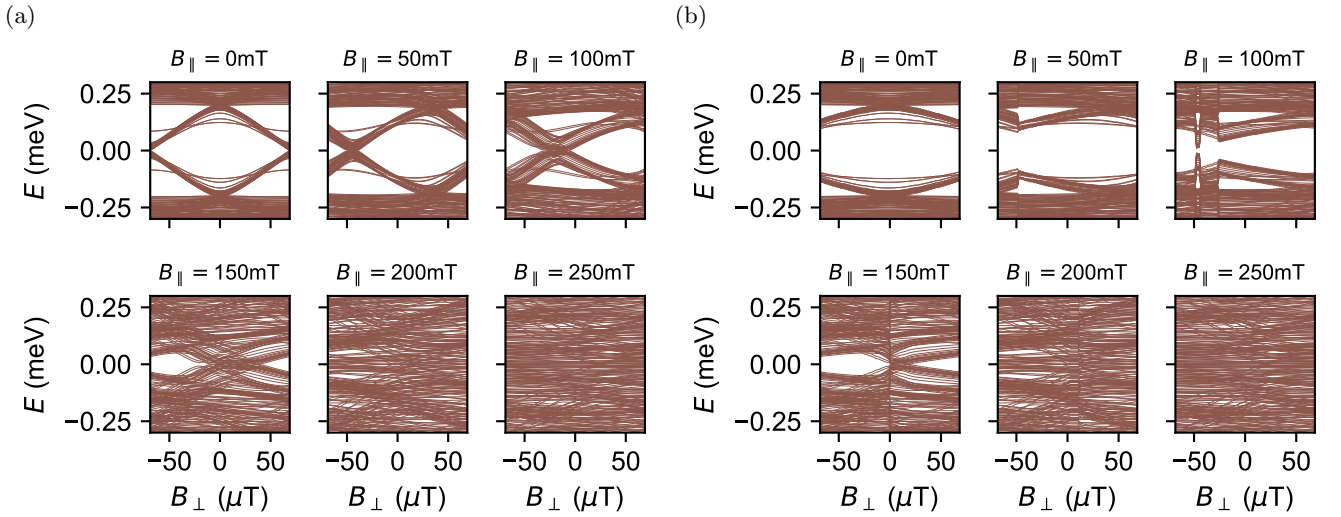 (a)
(b)
B∥ = 0mT B∥ = 50mT B∥ = 100mT
B∥ = 0mT B∥ = 50mT B∥ = 100mT
E (meV)
0.25
0.00
−0.25
E (meV)
0.25
0.00
−0.25
B∥ = 150mT B∥ = 200mT B∥ = 250mT
B∥ = 150mT B∥ = 200mT B∥ = 250mT
E (meV)
0.25
0.00
−0.25
E (meV)
0.25
0.00
−0.25
−50 0 50 −50 0 50 −50 0 50
−50 0 50 −50 0 50 −50 0 50
B⊥ (μT) B⊥ (μT) B⊥ (μT)
B⊥ (μT) B⊥ (μT) B⊥ (μT)